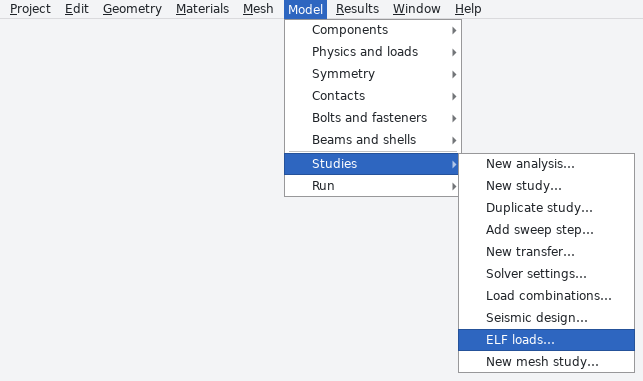 Project Edit Geometry Materials Mesh Model Results Window Help
Components
Physics and loads
Symmetry
Contacts
Bolts and fasteners
Beams and shells
Studies
Run
New analysis...
New study...
Duplicate study...
Add sweep step...
New transfer...
Solver settings...
Load combinations...
Seismic design...
ELF loads...
New mesh study...